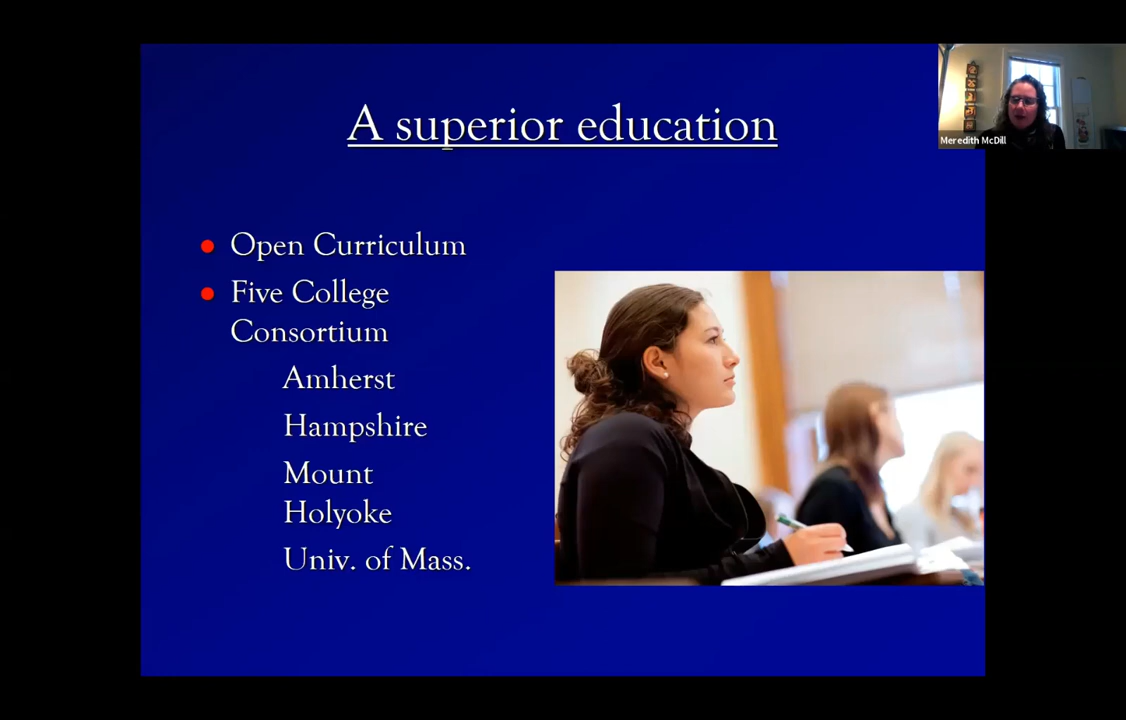 A superior education
Meredith McDill
Open Curriculum
Five College
Consortium
Amherst
Hampshire
Mount
Holyoke
Univ. of Mass.